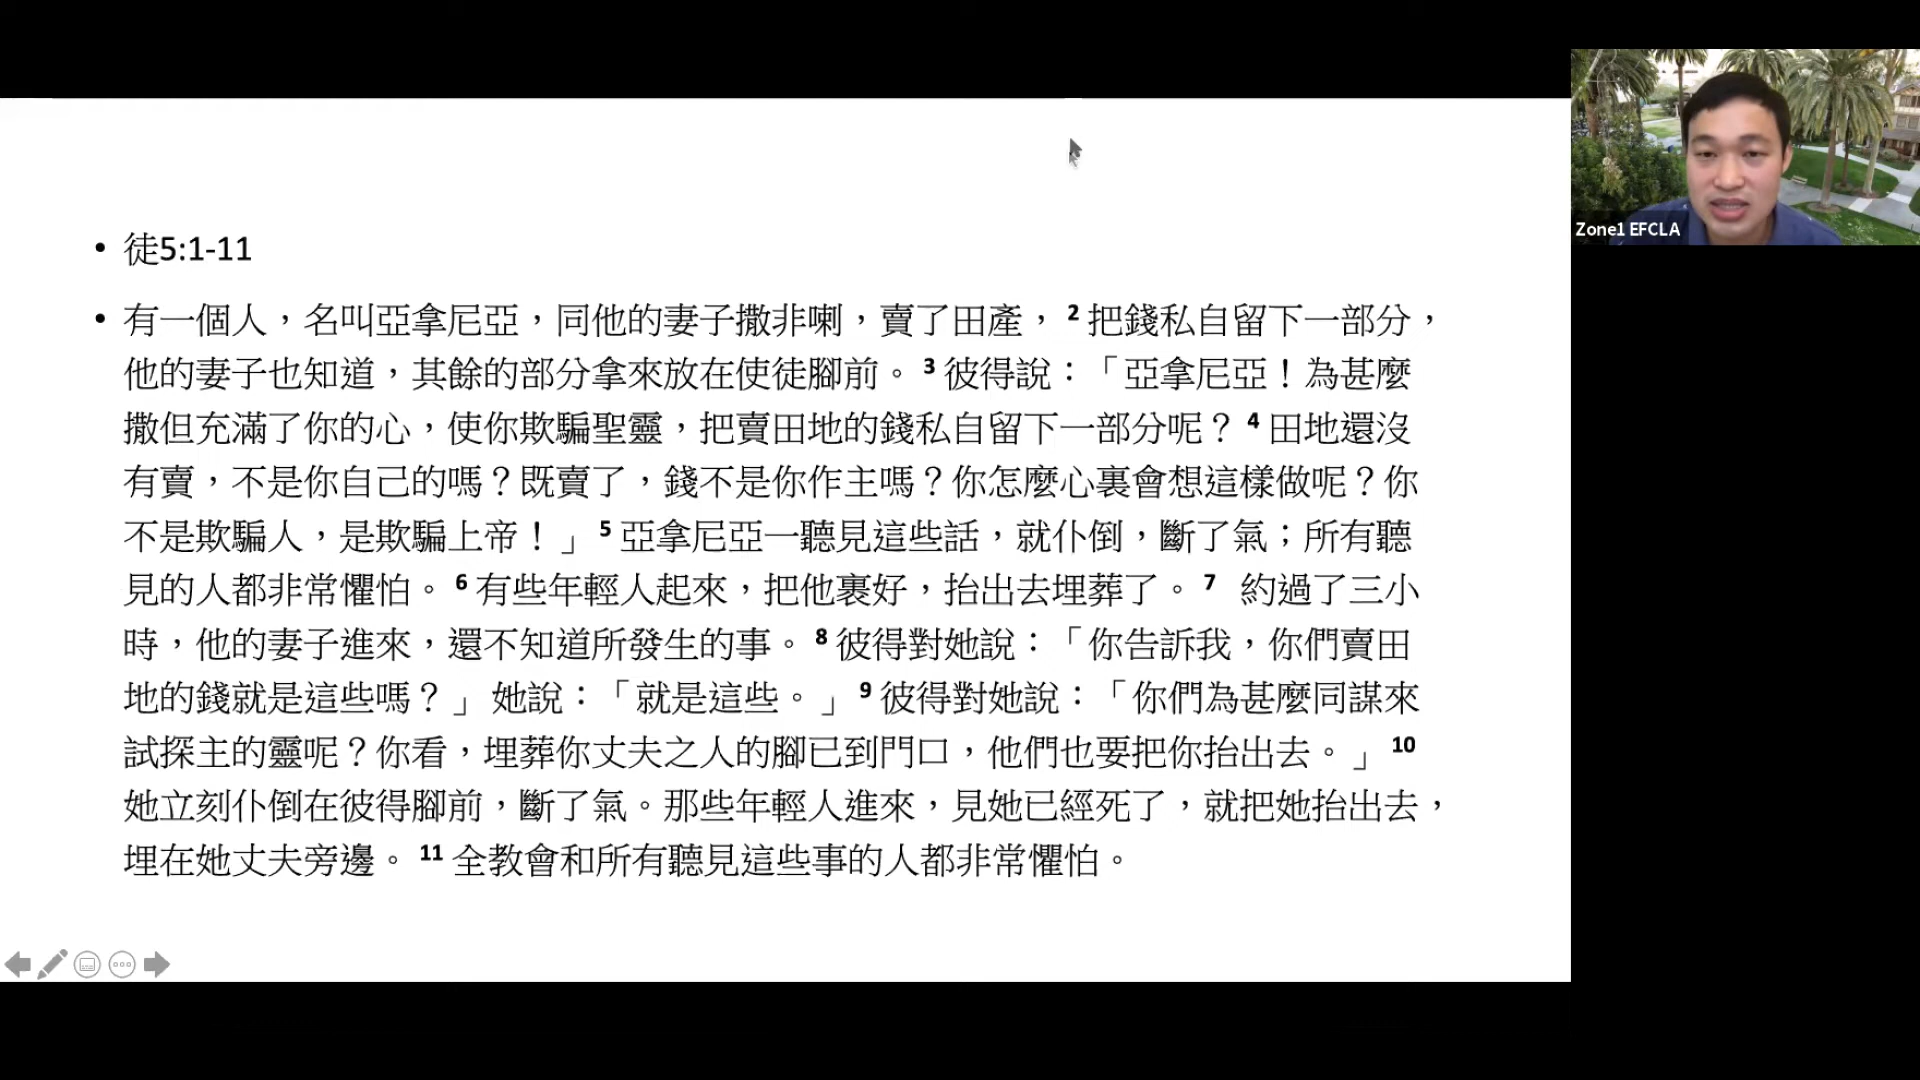 Zone1 EFCLA
• 徒5:1-11
• 有一個人，名叫亞拿尼亞，同他的妻子撒非喇，賣了田產， 2 把錢私自留下一部分，
他的妻子也知道，其餘的部分拿來放在使徒腳前。 3 彼得說：「亞拿尼亞！為甚麼
撒但充滿了你的心，使你欺騙聖靈，把賣田地的錢私自留下一部分呢？ 4 田地還沒
有賣，不是你自己的嗎？既賣了，錢不是你作主嗎？你怎麼心裏會想這樣做呢？你
不是欺騙人，是欺騙上帝！」 5 亞拿尼亞一聽見這些話，就仆倒，斷了氣；所有聽
見的人都非常懼怕。 6 有些年輕人起來，把他裹好，抬出去埋葬了。 7 約過了三小
時，他的妻子進來，還不知道所發生的事。 8 彼得對她說：「你告訴我，你們賣田
地的錢就是這些嗎？」 她說：「就是這些。」 9 彼得對她說：「你們為甚麼同謀來
試探主的靈呢？你看，埋葬你丈夫之人的腳已到門口，他們也要把你抬出去。」 10
她立刻仆倒在彼得腳前，斷了氣。那些年輕人進來，見她已經死了，就把她抬出去，
埋在她丈夫旁邊。 11 全教會和所有聽見這些事的人都非常懼怕。